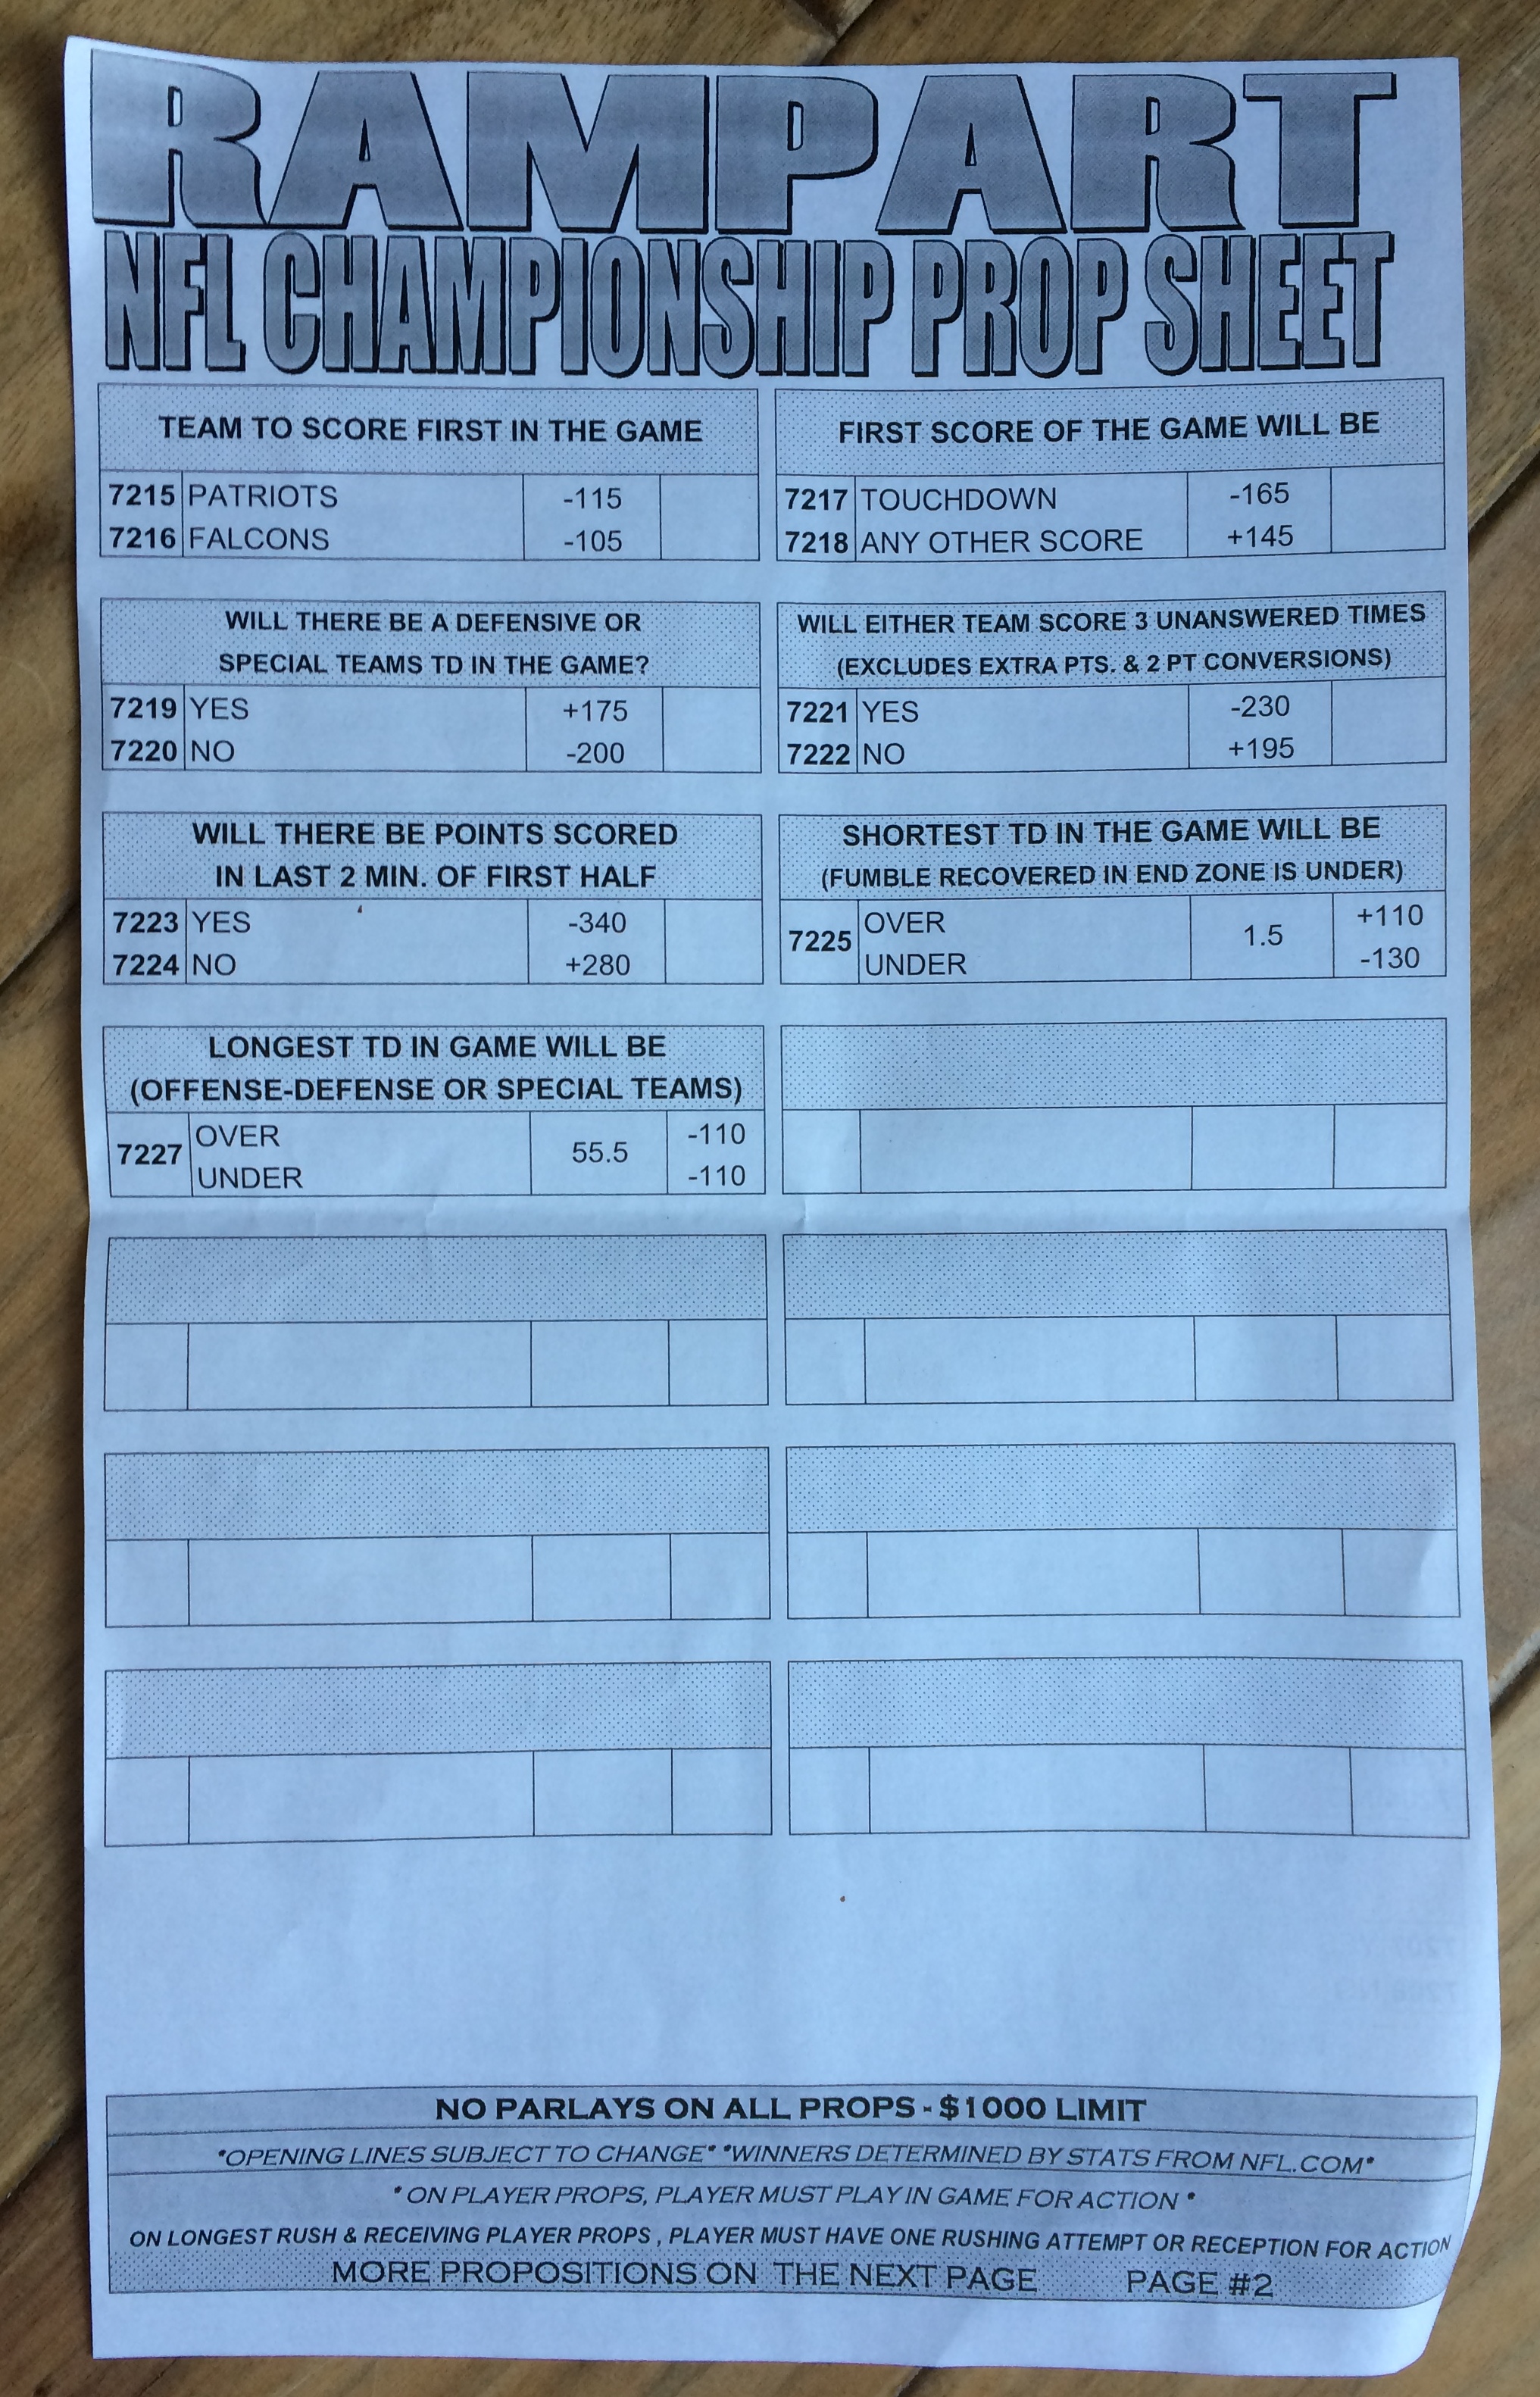 RAMPART
NFL CHAMPIONSHIP PROP SHEET
TEAM TO SCORE FIRST IN THE GAME
7215 PATRIOTS -115
7216 FALCONS -105
FIRST SCORE OF THE GAME WILL BE
7217 TOUCHDOWN -165
7218 ANY OTHER SCORE +145
WILL THERE BE A DEFENSIVE OR
SPECIAL TEAMS TD IN THE GAME?
7219 YES +175
7220 NO -200
WILL EITHER TEAM SCORE 3 UNANSWERED TIMES
(EXCLUDES EXTRA PTS. & 2 PT CONVERSIONS)
7221 YES -230
7222 NO +195
WILL THERE BE POINTS SCORED
IN LAST 2 MIN. OF FIRST HALF
7223 YES -340
7224 NO +280
SHORTEST TD IN THE GAME WILL BE
(FUMBLE RECOVERED IN END ZONE IS UNDER)
OVER +110
7225 1.5
UNDER -130
LONGEST TD IN GAME WILL BE
(OFFENSE-DEFENSE OR SPECIAL TEAMS)
OVER -110
7227 55.5
UNDER -110
NO PARLAYS ON ALL PROPS - $1000 LIMIT
*OPENING LINES SUBJECT TO CHANGE* *WINNERS DETERMINED BY STATS FROM NFL.COM*
* ON PLAYER PROPS, PLAYER MUST PLAY IN GAME FOR ACTION *
ON LONGEST RUSH & RECEIVING PLAYER PROPS , PLAYER MUST HAVE ONE RUSHING ATTEMPT OR RECEPTION FOR ACTION
MORE PROPOSITIONS ON THE NEXT PAGE PAGE #2